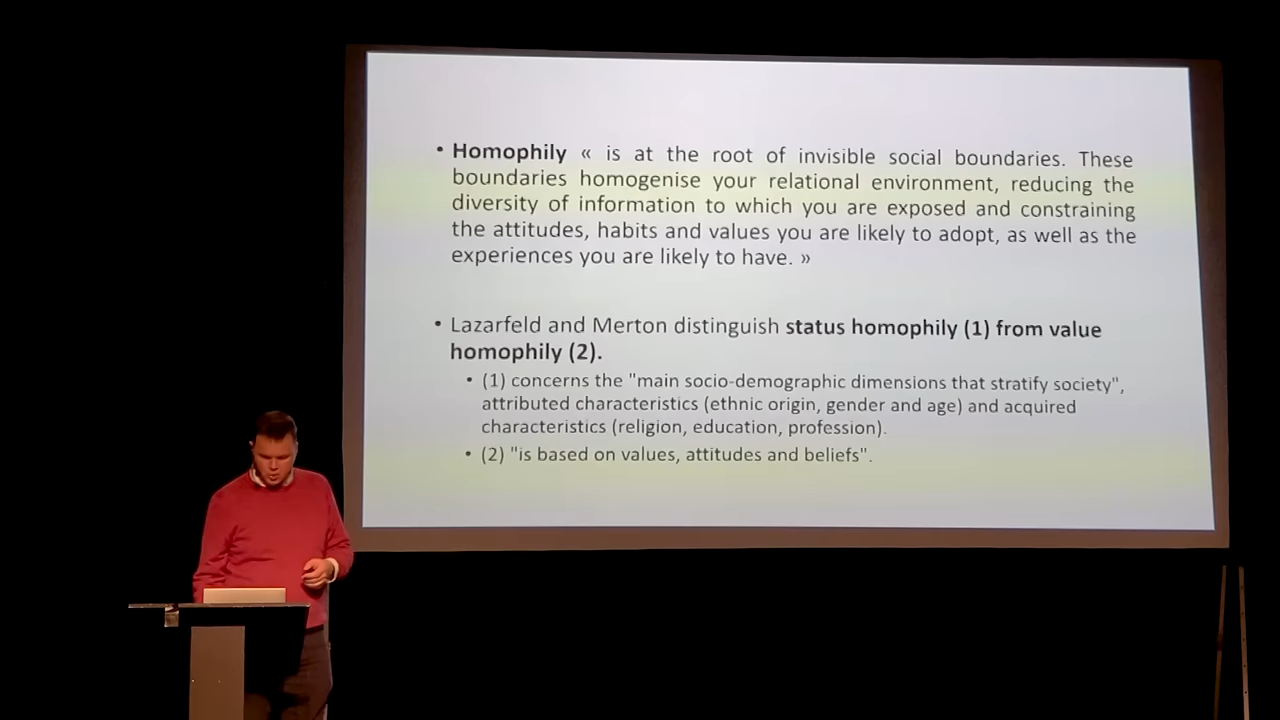 • Homophily « is at the root of invisible social boundaries. These
boundaries homogenise your relational environment, reducing the
diversity of information to which you are exposed and constraining
the attitudes, habits and values you are likely to adopt, as well as the
experiences you are likely to have. »
• Lazarfeld and Merton distinguish status homophily (1) from value
homophily (2).
• (1) concerns the "main socio-demographic dimensions that stratify society",
attributed characteristics (ethnic origin, gender and age) and acquired
characteristics (religion, education, profession).
• (2) "is based on values, attitudes and beliefs".